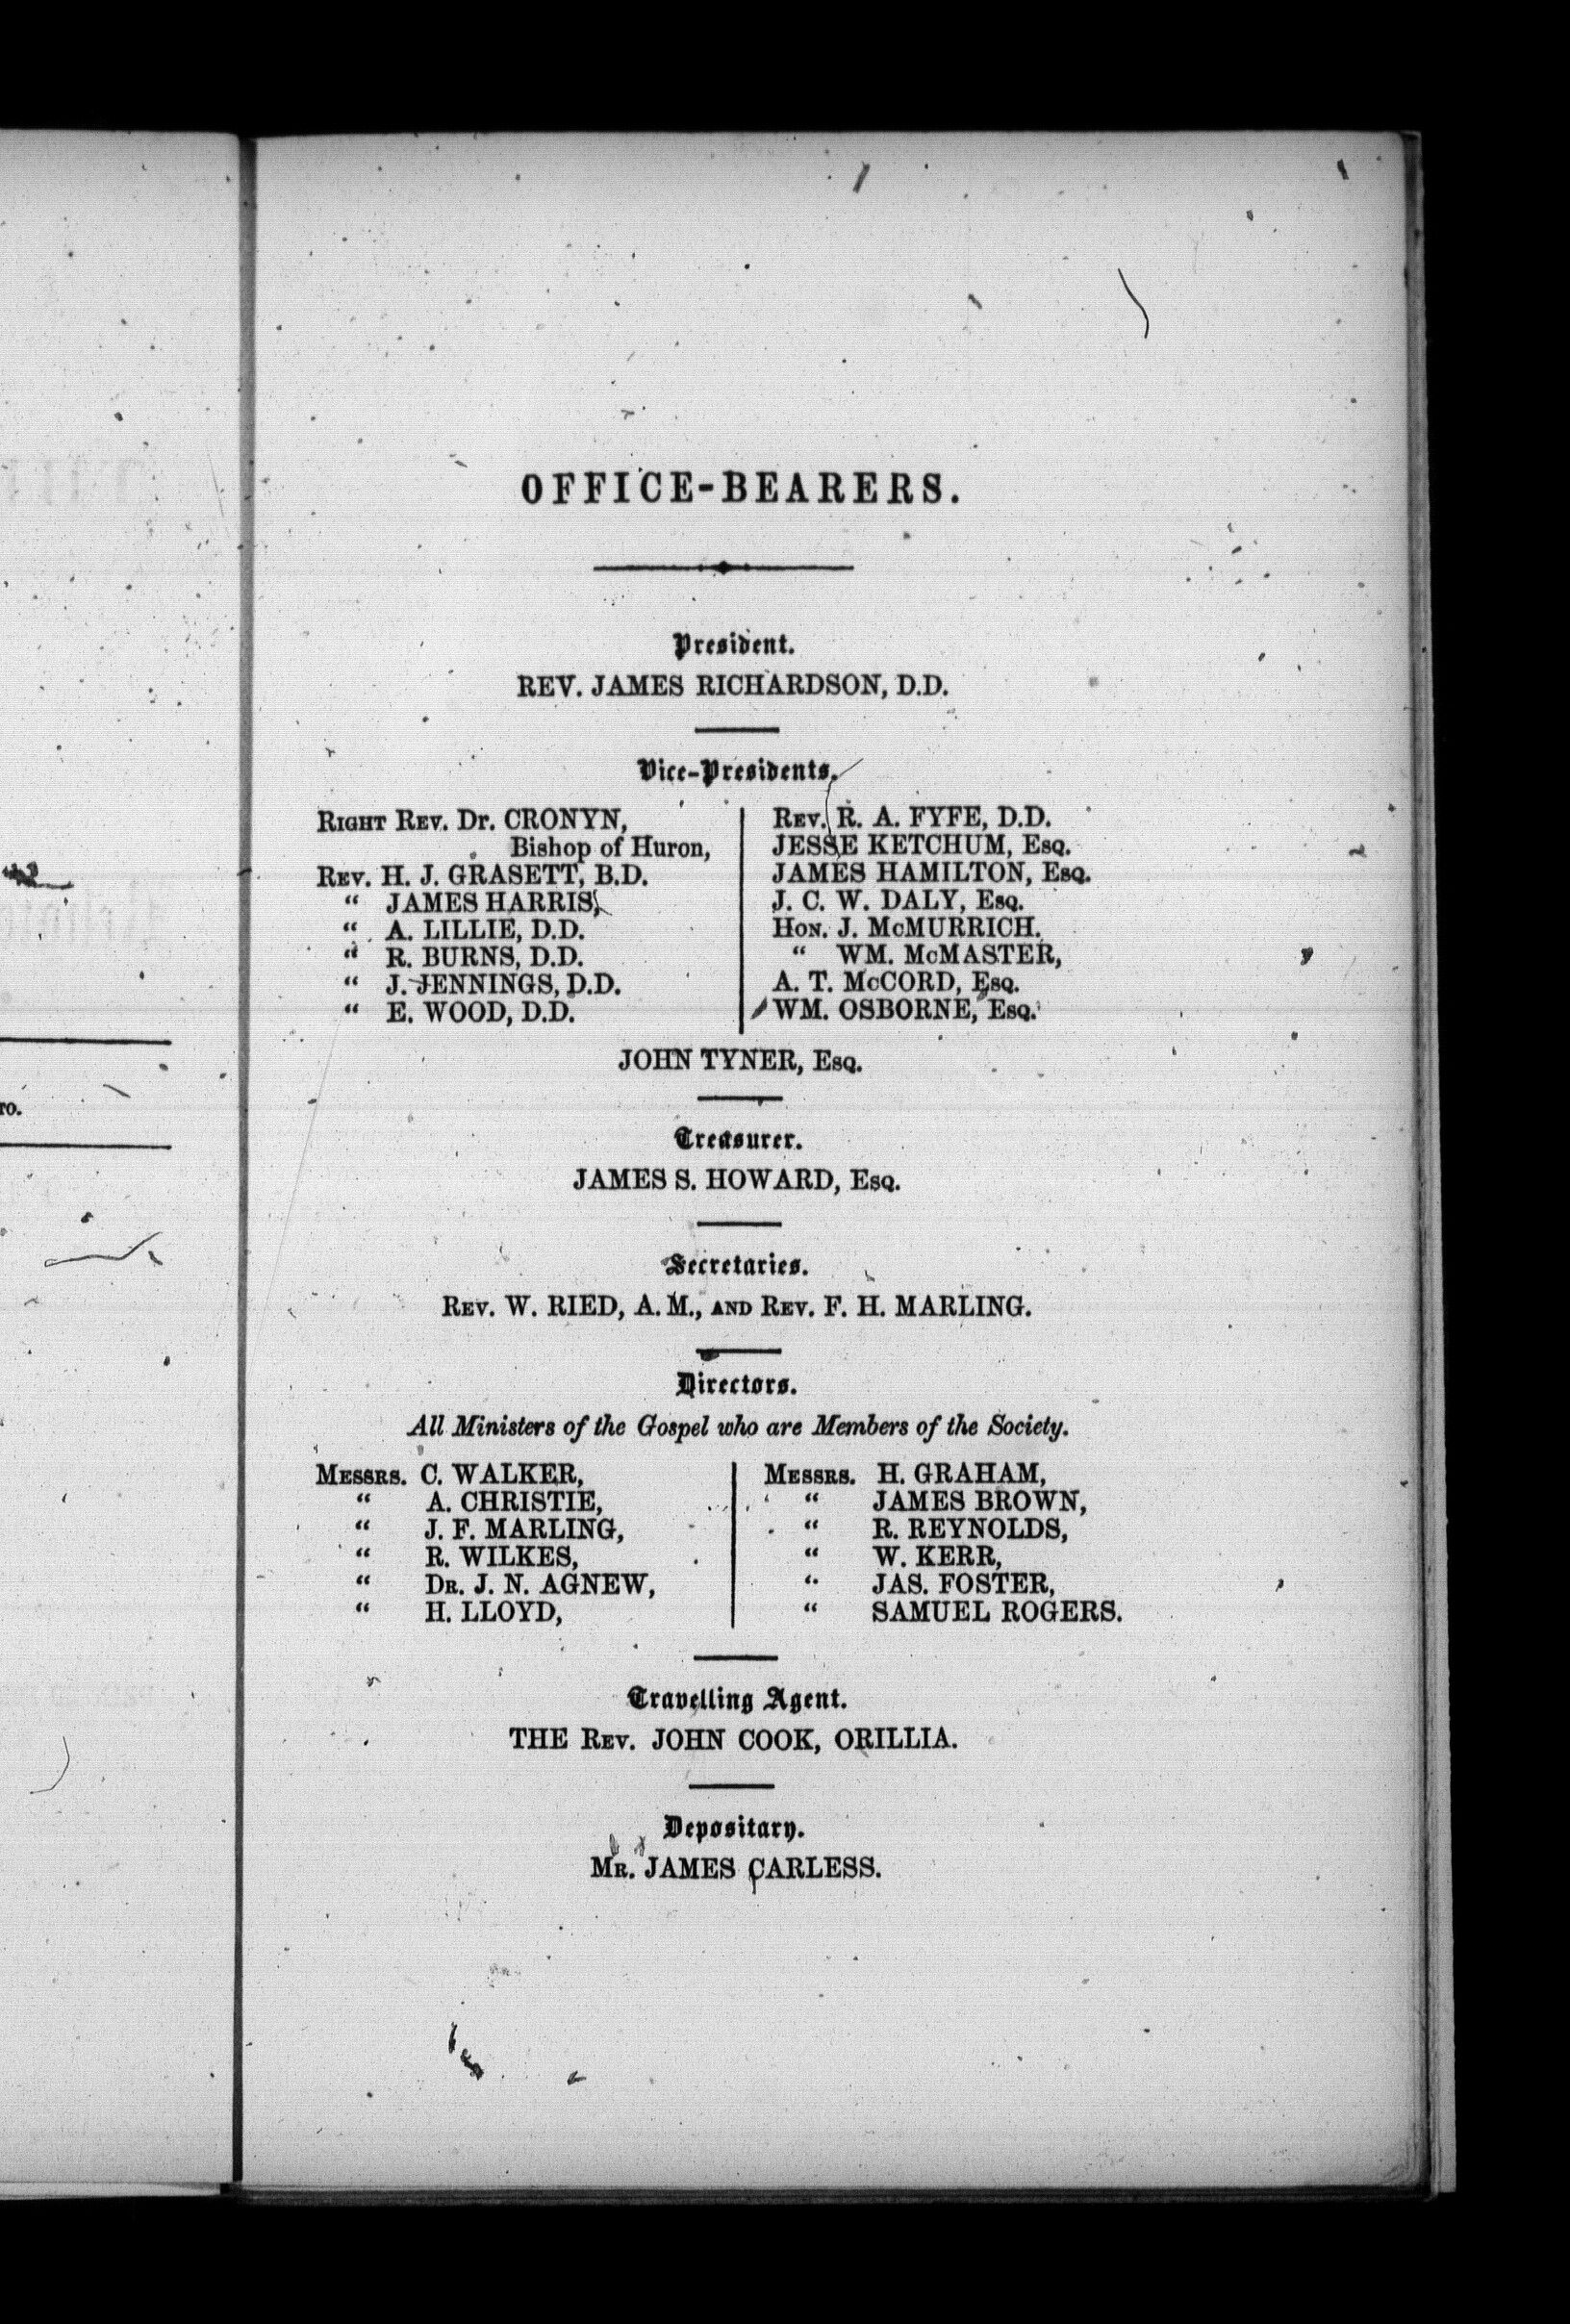 OFFICE-BEARERS.
President.
REV. JAMES RICHARDSON, D.D.
Vice-Presidents.
RIGHT REV. Dr. CRONYN,
Bishop of Huron,
REV. H. J. GRASETT, B.D.
“ JAMES HARRIS,
“ A. LILLIE, D.D.
“ R. BURNS, D.D.
“ J. JENNINGS, D.D.
“ E. WOOD, D.D.
REV. R. A. FYFE, D.D.
JESSE KETCHUM, ESQ.
JAMES HAMILTON, ESQ.
J. C. W. DALY, ESQ.
HON. J. McMURRICH.
“ WM. McMASTER,
A. T. McCORD, ESQ.
WM. OSBORNE, ESQ.
JOHN TYNER, ESQ.
Treasurer.
JAMES S. HOWARD, ESQ.
Secretaries.
REV. W. RIED, A. M., AND REV. F. H. MARLING.
Directors.
All Ministers of the Gospel who are Members of the Society.
MESSRS. C. WALKER,
“ A. CHRISTIE,
“ J. F. MARLING,
“ R. WILKES,
“ DR. J. N. AGNEW,
“ H. LLOYD,
MESSRS. H. GRAHAM,
“ JAMES BROWN,
“ R. REYNOLDS,
“ W. KERR,
“ JAS. FOSTER,
“ SAMUEL ROGERS.
Travelling Agent.
THE REV. JOHN COOK, ORILLIA.
Depositary.
MR. JAMES CARLESS.